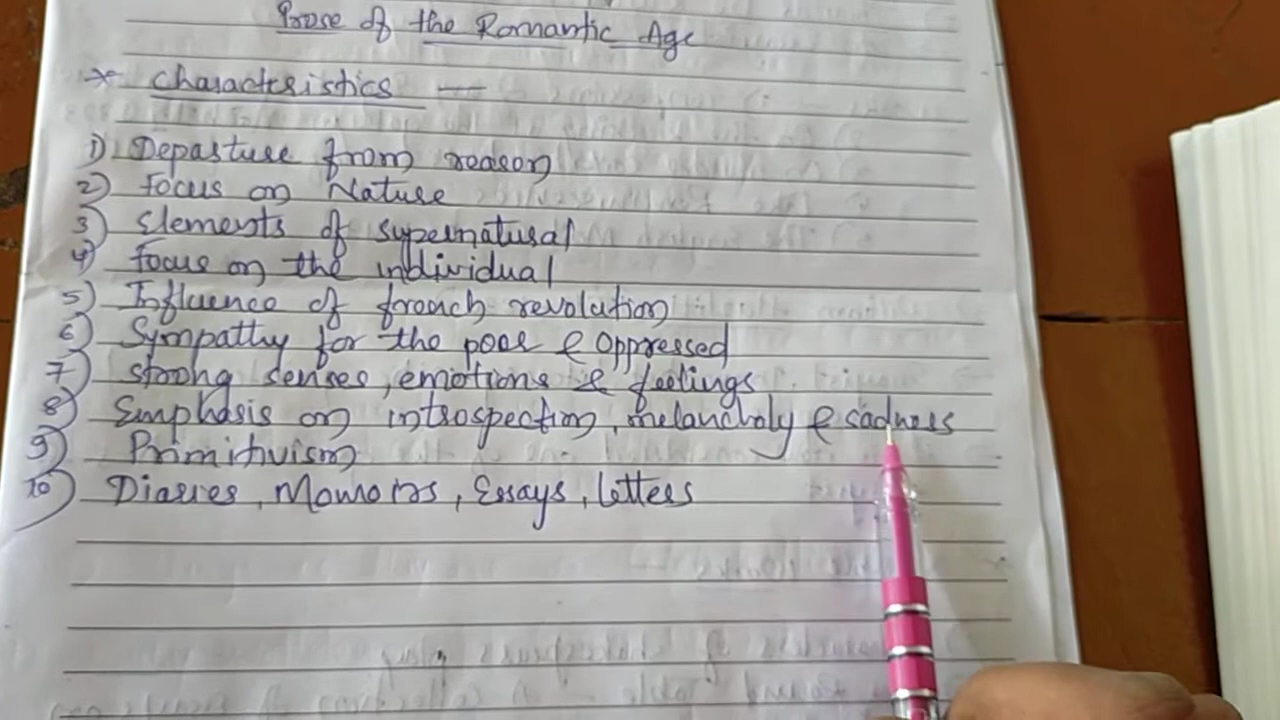 Prose of the Romantic Age
* Characteristics —
1) Departure from reason
2) Focus on Nature
3) Elements of supernatural
4) Focus on the individual
5) Influence of french revolution
6) Sympathy for the poor & Oppressed
7) Strong senses, emotions & feelings
8) Emphasis on introspection, melancholy & sadness
9) Primitivism
10) Diaries, Memoirs, Essays, Letters